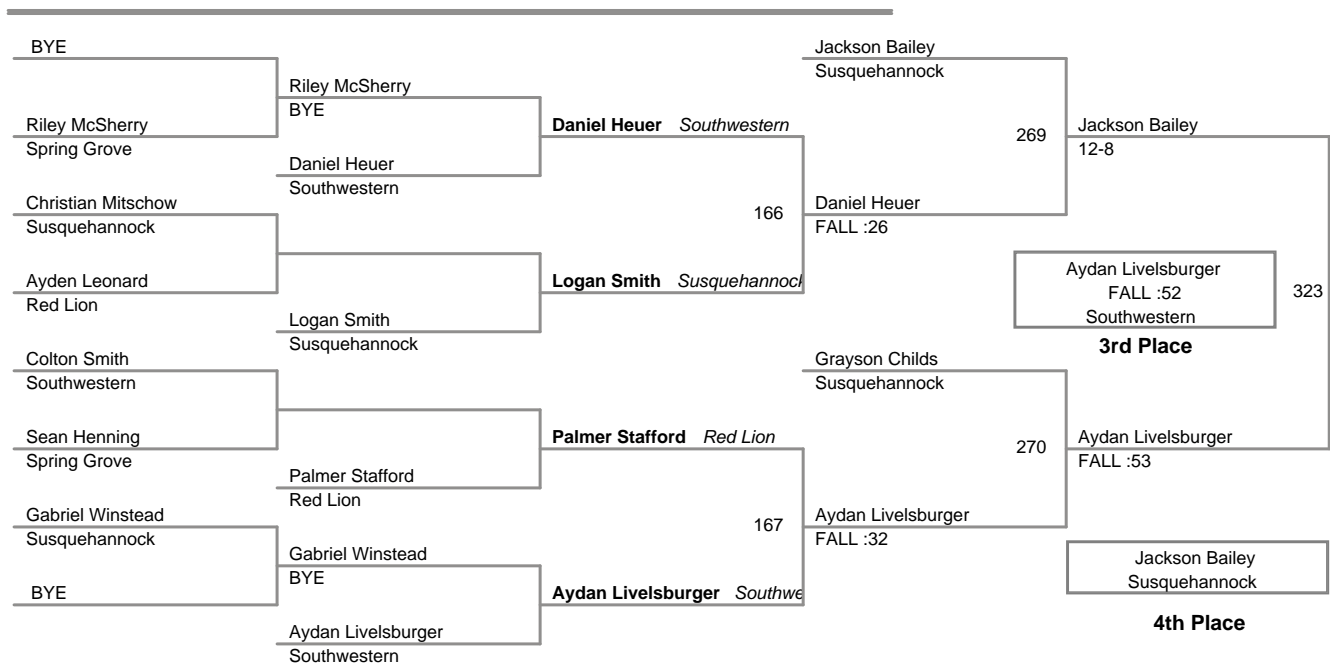 BYE
Riley McSherry
Spring Grove
Christian Mitschow
Susquehannock
Ayden Leonard
Red Lion
Colton Smith
Southwestern
Sean Henning
Spring Grove
Gabriel Winstead
Susquehannock
BYE
Riley McSherry
BYE
Daniel Heuer
Southwestern
Logan Smith
Susquehannock
Palmer Stafford
Red Lion
Gabriel Winstead
BYE
Aydan Livelsburger
Southwestern
Daniel Heuer Southwestern
166
Logan Smith Susquehannock
Palmer Stafford Red Lion
167
Aydan Livelsburger Southwe
Jackson Bailey
Susquehannock
269
Daniel Heuer
FALL :26
Grayson Childs
Susquehannock
270
Aydan Livelsburger
FALL :32
Jackson Bailey
12-8
Aydan Livelsburger
FALL :52
Southwestern
3rd Place
323
Aydan Livelsburger
FALL :53
Jackson Bailey
Susquehannock
4th Place